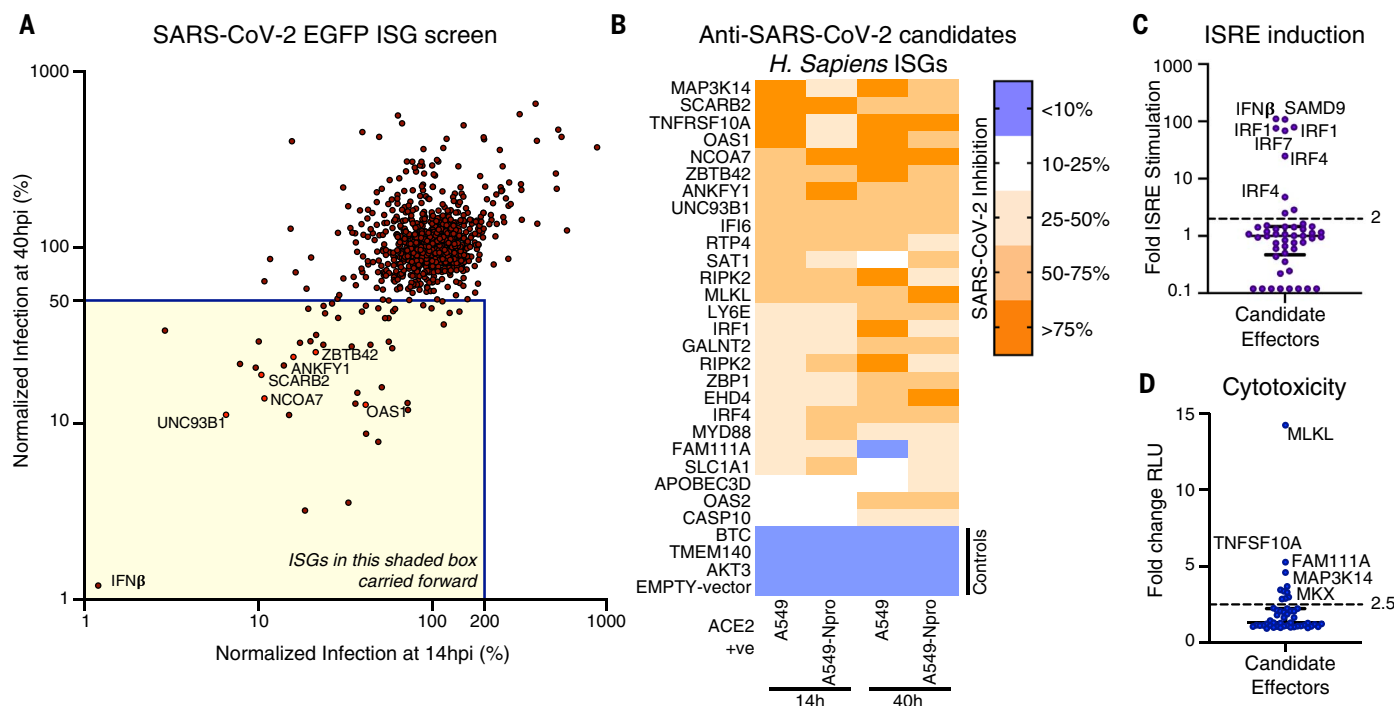 A
SARS-CoV-2 EGFP ISG screen
Normalized Infection at 40hpi (%)
1000
100
50
10
1
ZBTB42
ANKFY1
SCARB2
NCOA7
UNC93B1
OAS1
IFNβ
ISGs in this shaded box
carried forward
1
10
100
200
1000
Normalized Infection at 14hpi (%)
B
Anti-SARS-CoV-2 candidates
H. Sapiens ISGs
MAP3K14
SCARB2
TNFRSF10A
OAS1
NCOA7
ZBTB42
ANKFY1
UNC93B1
IFI6
RTP4
SAT1
RIPK2
MLKL
LY6E
IRF1
GALNT2
RIPK2
ZBP1
EHD4
IRF4
MYD88
FAM111A
SLC1A1
APOBEC3D
OAS2
CASP10
BTC
TMEM140
AKT3
EMPTY-vector
Controls
ACE2
+ve
A549
A549-Npro
A549
A549-Npro
14h
40h
SARS-CoV-2 Inhibition
<10%
10-25%
25-50%
50-75%
>75%
C
ISRE induction
Fold ISRE Stimulation
1000
100
10
1
0.1
IFNβ SAMD9
IRF1 IRF1
IRF7
IRF4
IRF4
2
Candidate
Effectors
D
Cytotoxicity
Fold change RLU
15
10
5
0
MLKL
TNFSF10A
FAM111A
MAP3K14
MKX
2.5
Candidate
Effectors